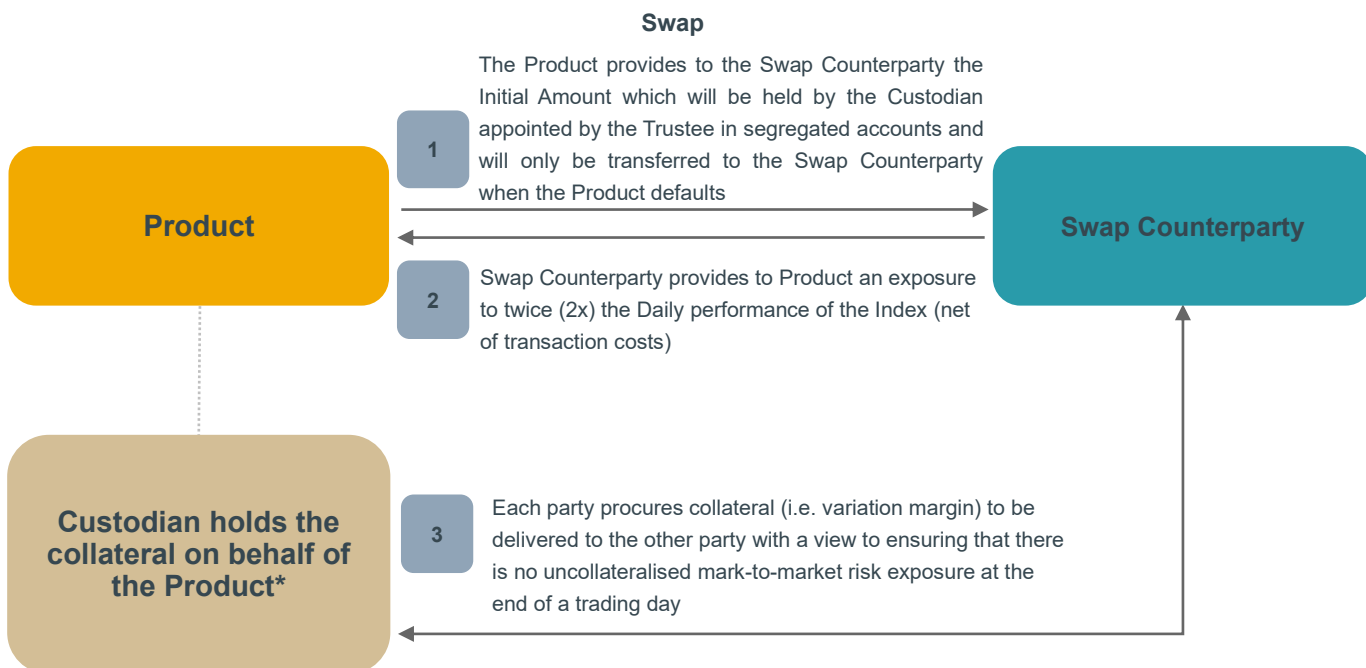 Swap
The Product provides to the Swap Counterparty the
Initial Amount which will be held by the Custodian
appointed by the Trustee in segregated accounts and
will only be transferred to the Swap Counterparty
when the Product defaults
1
Product
Swap Counterparty
2
Swap Counterparty provides to Product an exposure
to twice (2x) the Daily performance of the Index (net
of transaction costs)
Custodian holds the
collateral on behalf of
the Product*
3
Each party procures collateral (i.e. variation margin) to be
delivered to the other party with a view to ensuring that there
is no uncollateralised mark-to-market risk exposure at the
end of a trading day